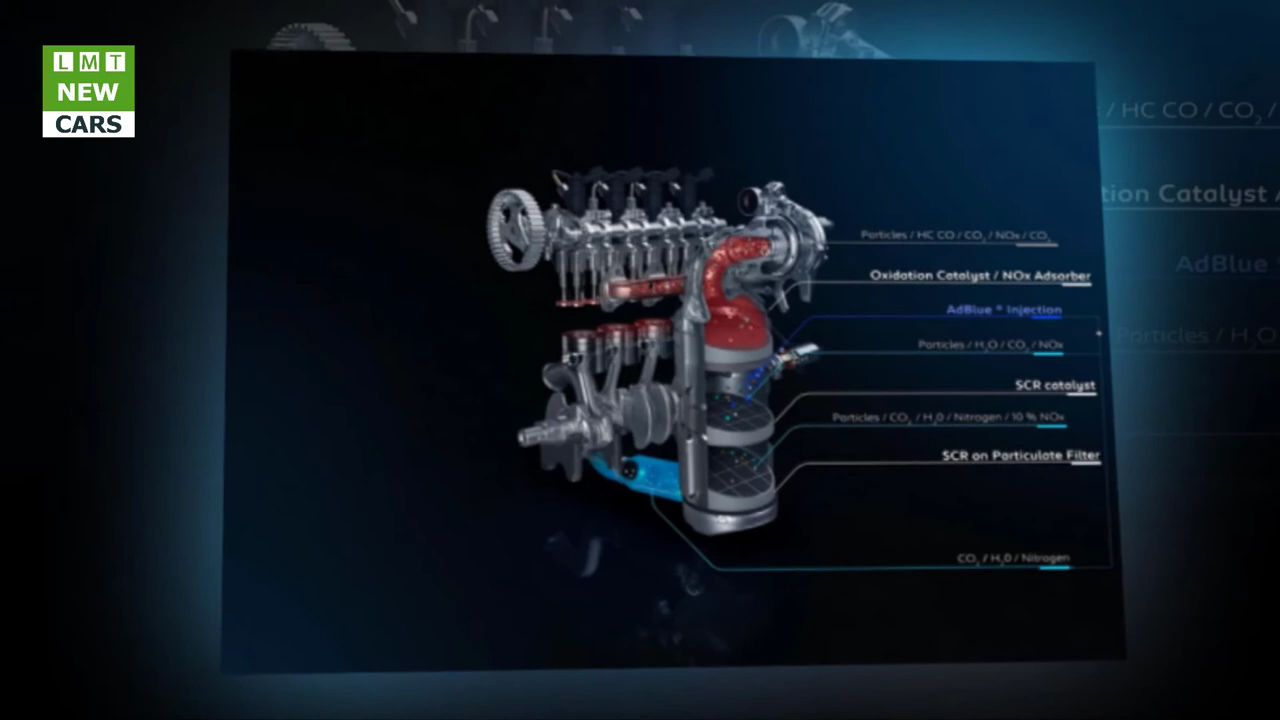 LMT
NEW
CARS
/ HC CO / CO₂ /
Particles / HC CO / CO₂ / NOx / CO₂
tion Catalyst /
Oxidation Catalyst / NOx Adsorber
AdBlue
AdBlue ® Injection
Particles / H₂O
Particles / H₂O / CO₂ / NOx
SCR catalyst
Particles / CO₂ / H₂0 / Nitrogen / 10 % NOx
SCR on Particulate Filter
CO₂ / H₂0 / Nitrogen